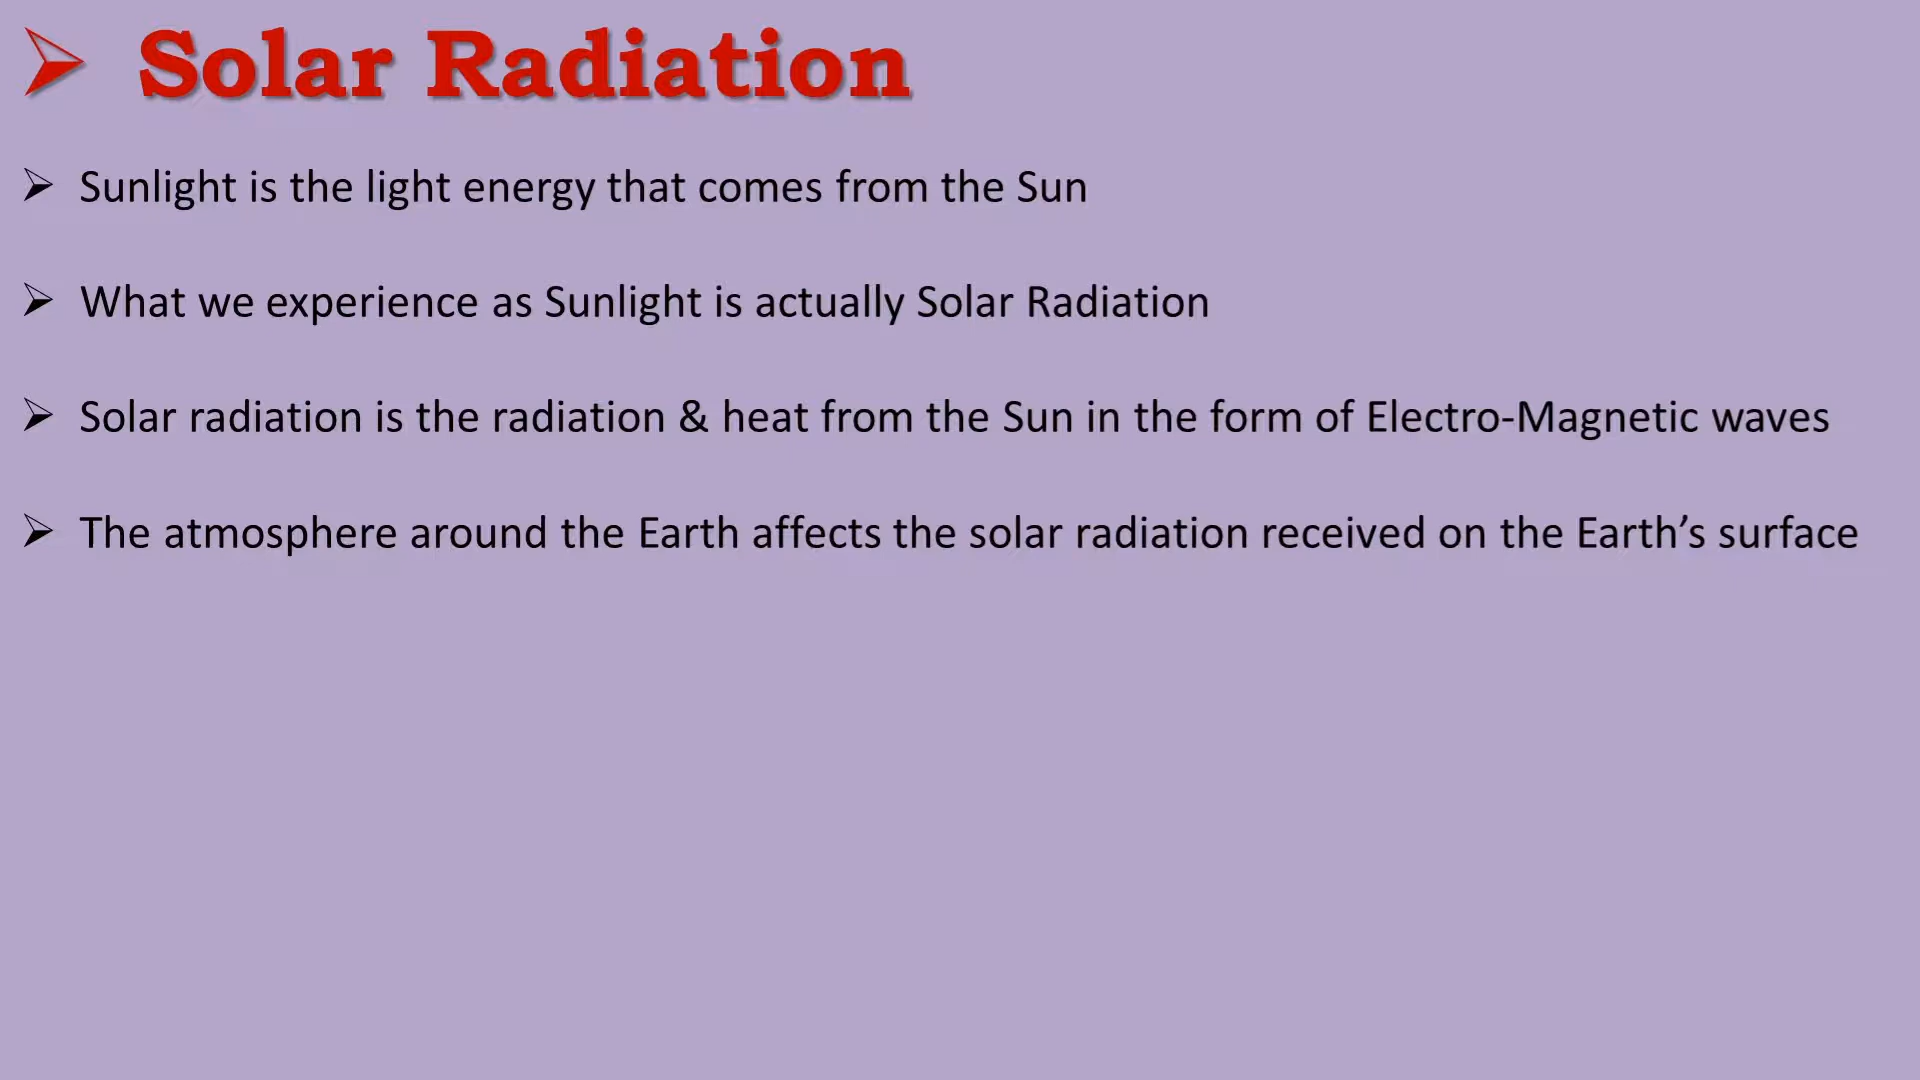 ➢ Solar Radiation
➢ Sunlight is the light energy that comes from the Sun
➢ What we experience as Sunlight is actually Solar Radiation
➢ Solar radiation is the radiation & heat from the Sun in the form of Electro-Magnetic waves
➢ The atmosphere around the Earth affects the solar radiation received on the Earth’s surface